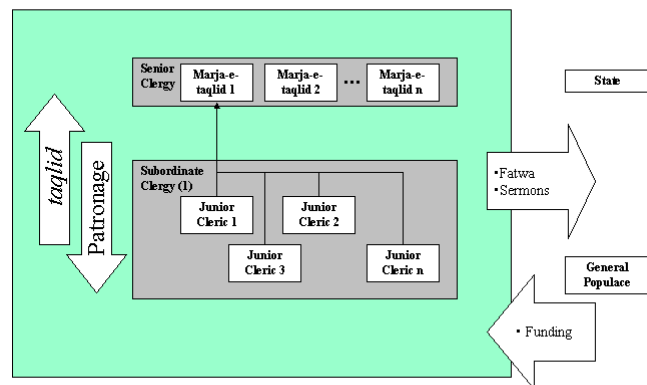 Senior
Clergy
Marja-e-
taqlid 1
Marja-e-
taqlid 2
...
Marja-e-
taqlid n
State
taqlid
Patronage
Subordinate
Clergy (1)
Junior
Cleric 1
Junior
Cleric 2
Junior
Cleric 3
Junior
Cleric n
• Fatwa
• Sermons
General
Populace
• Funding